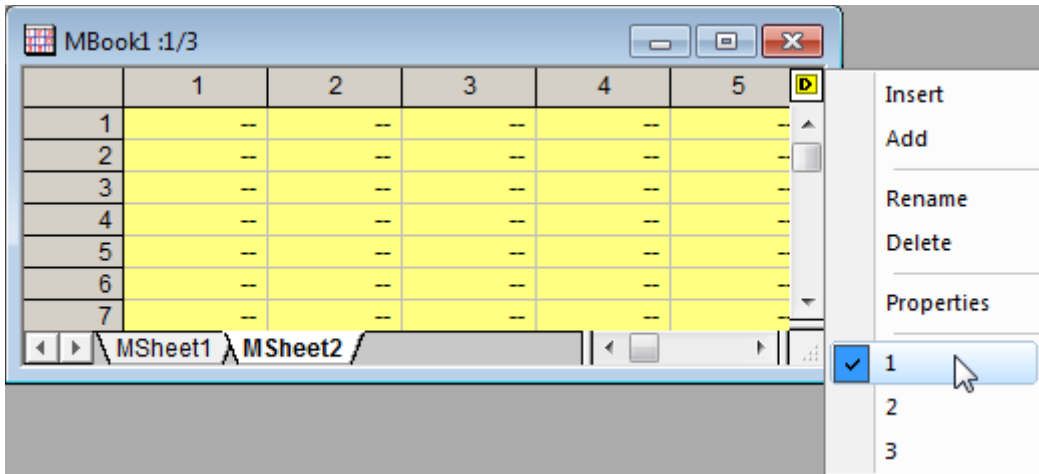 MBook1 :1/3
1 2 3 4 5 D
1 -- -- -- -- --
2 -- -- -- -- --
3 -- -- -- -- --
4 -- -- -- -- --
5 -- -- -- -- --
6 -- -- -- -- --
7 -- -- -- -- --
MSheet1 MSheet2
Insert
Add
Rename
Delete
Properties
1
2
3